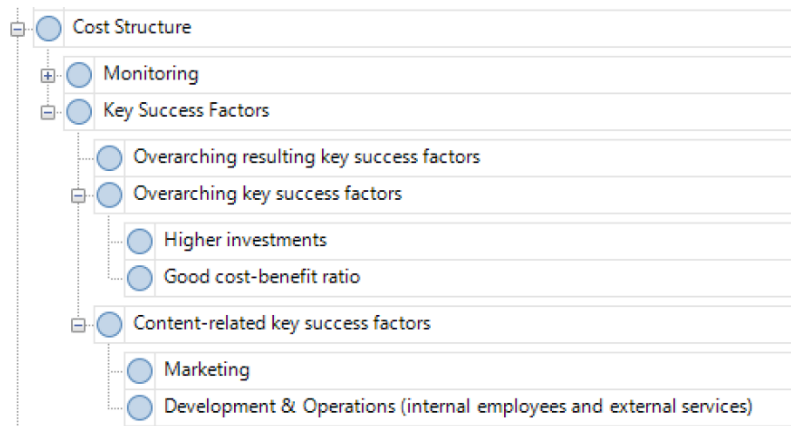 Cost Structure
Monitoring
Key Success Factors
Overarching resulting key success factors
Overarching key success factors
Higher investments
Good cost-benefit ratio
Content-related key success factors
Marketing
Development & Operations (internal employees and external services)